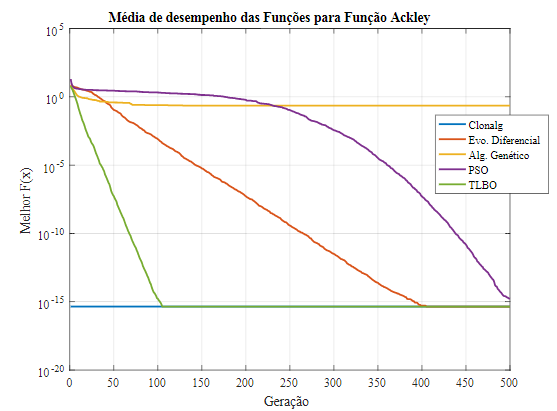 Média de desempenho das Funções para Função Ackley
10^5
10^0
10^-5
10^-10
10^-15
10^-20
Melhor F(x)
Clonalg
Evo. Diferencial
Alg. Genético
PSO
TLBO
0 50 100 150 200 250 300 350 400 450 500
Geração